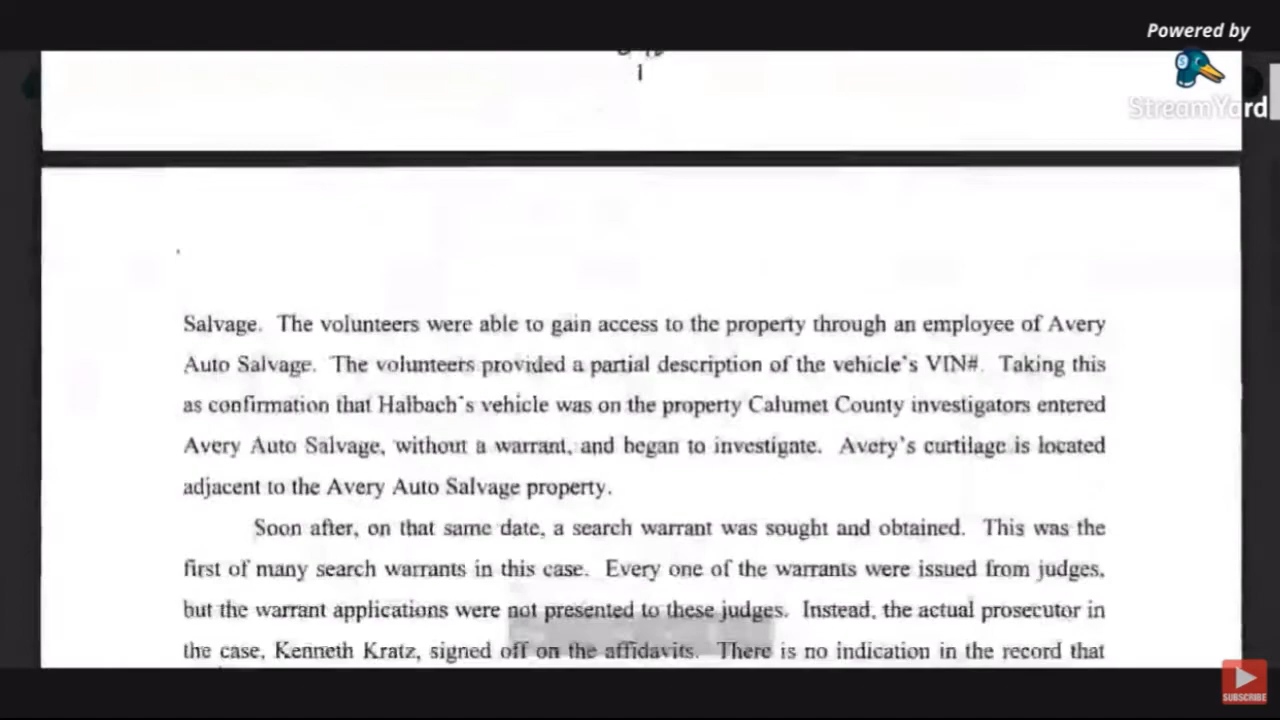 Powered by
1
StreamYard
Salvage. The volunteers were able to gain access to the property through an employee of Avery
Auto Salvage. The volunteers provided a partial description of the vehicle's VIN#. Taking this
as confirmation that Halbach's vehicle was on the property Calumet County investigators entered
Avery Auto Salvage, without a warrant, and began to investigate. Avery's curtilage is located
adjacent to the Avery Auto Salvage property.
Soon after, on that same date, a search warrant was sought and obtained. This was the
first of many search warrants in this case. Every one of the warrants were issued from judges,
but the warrant applications were not presented to these judges. Instead, the actual prosecutor in
the case, Kenneth Kratz, signed off on the affidavits. There is no indication in the record that
SUBSCRIBE